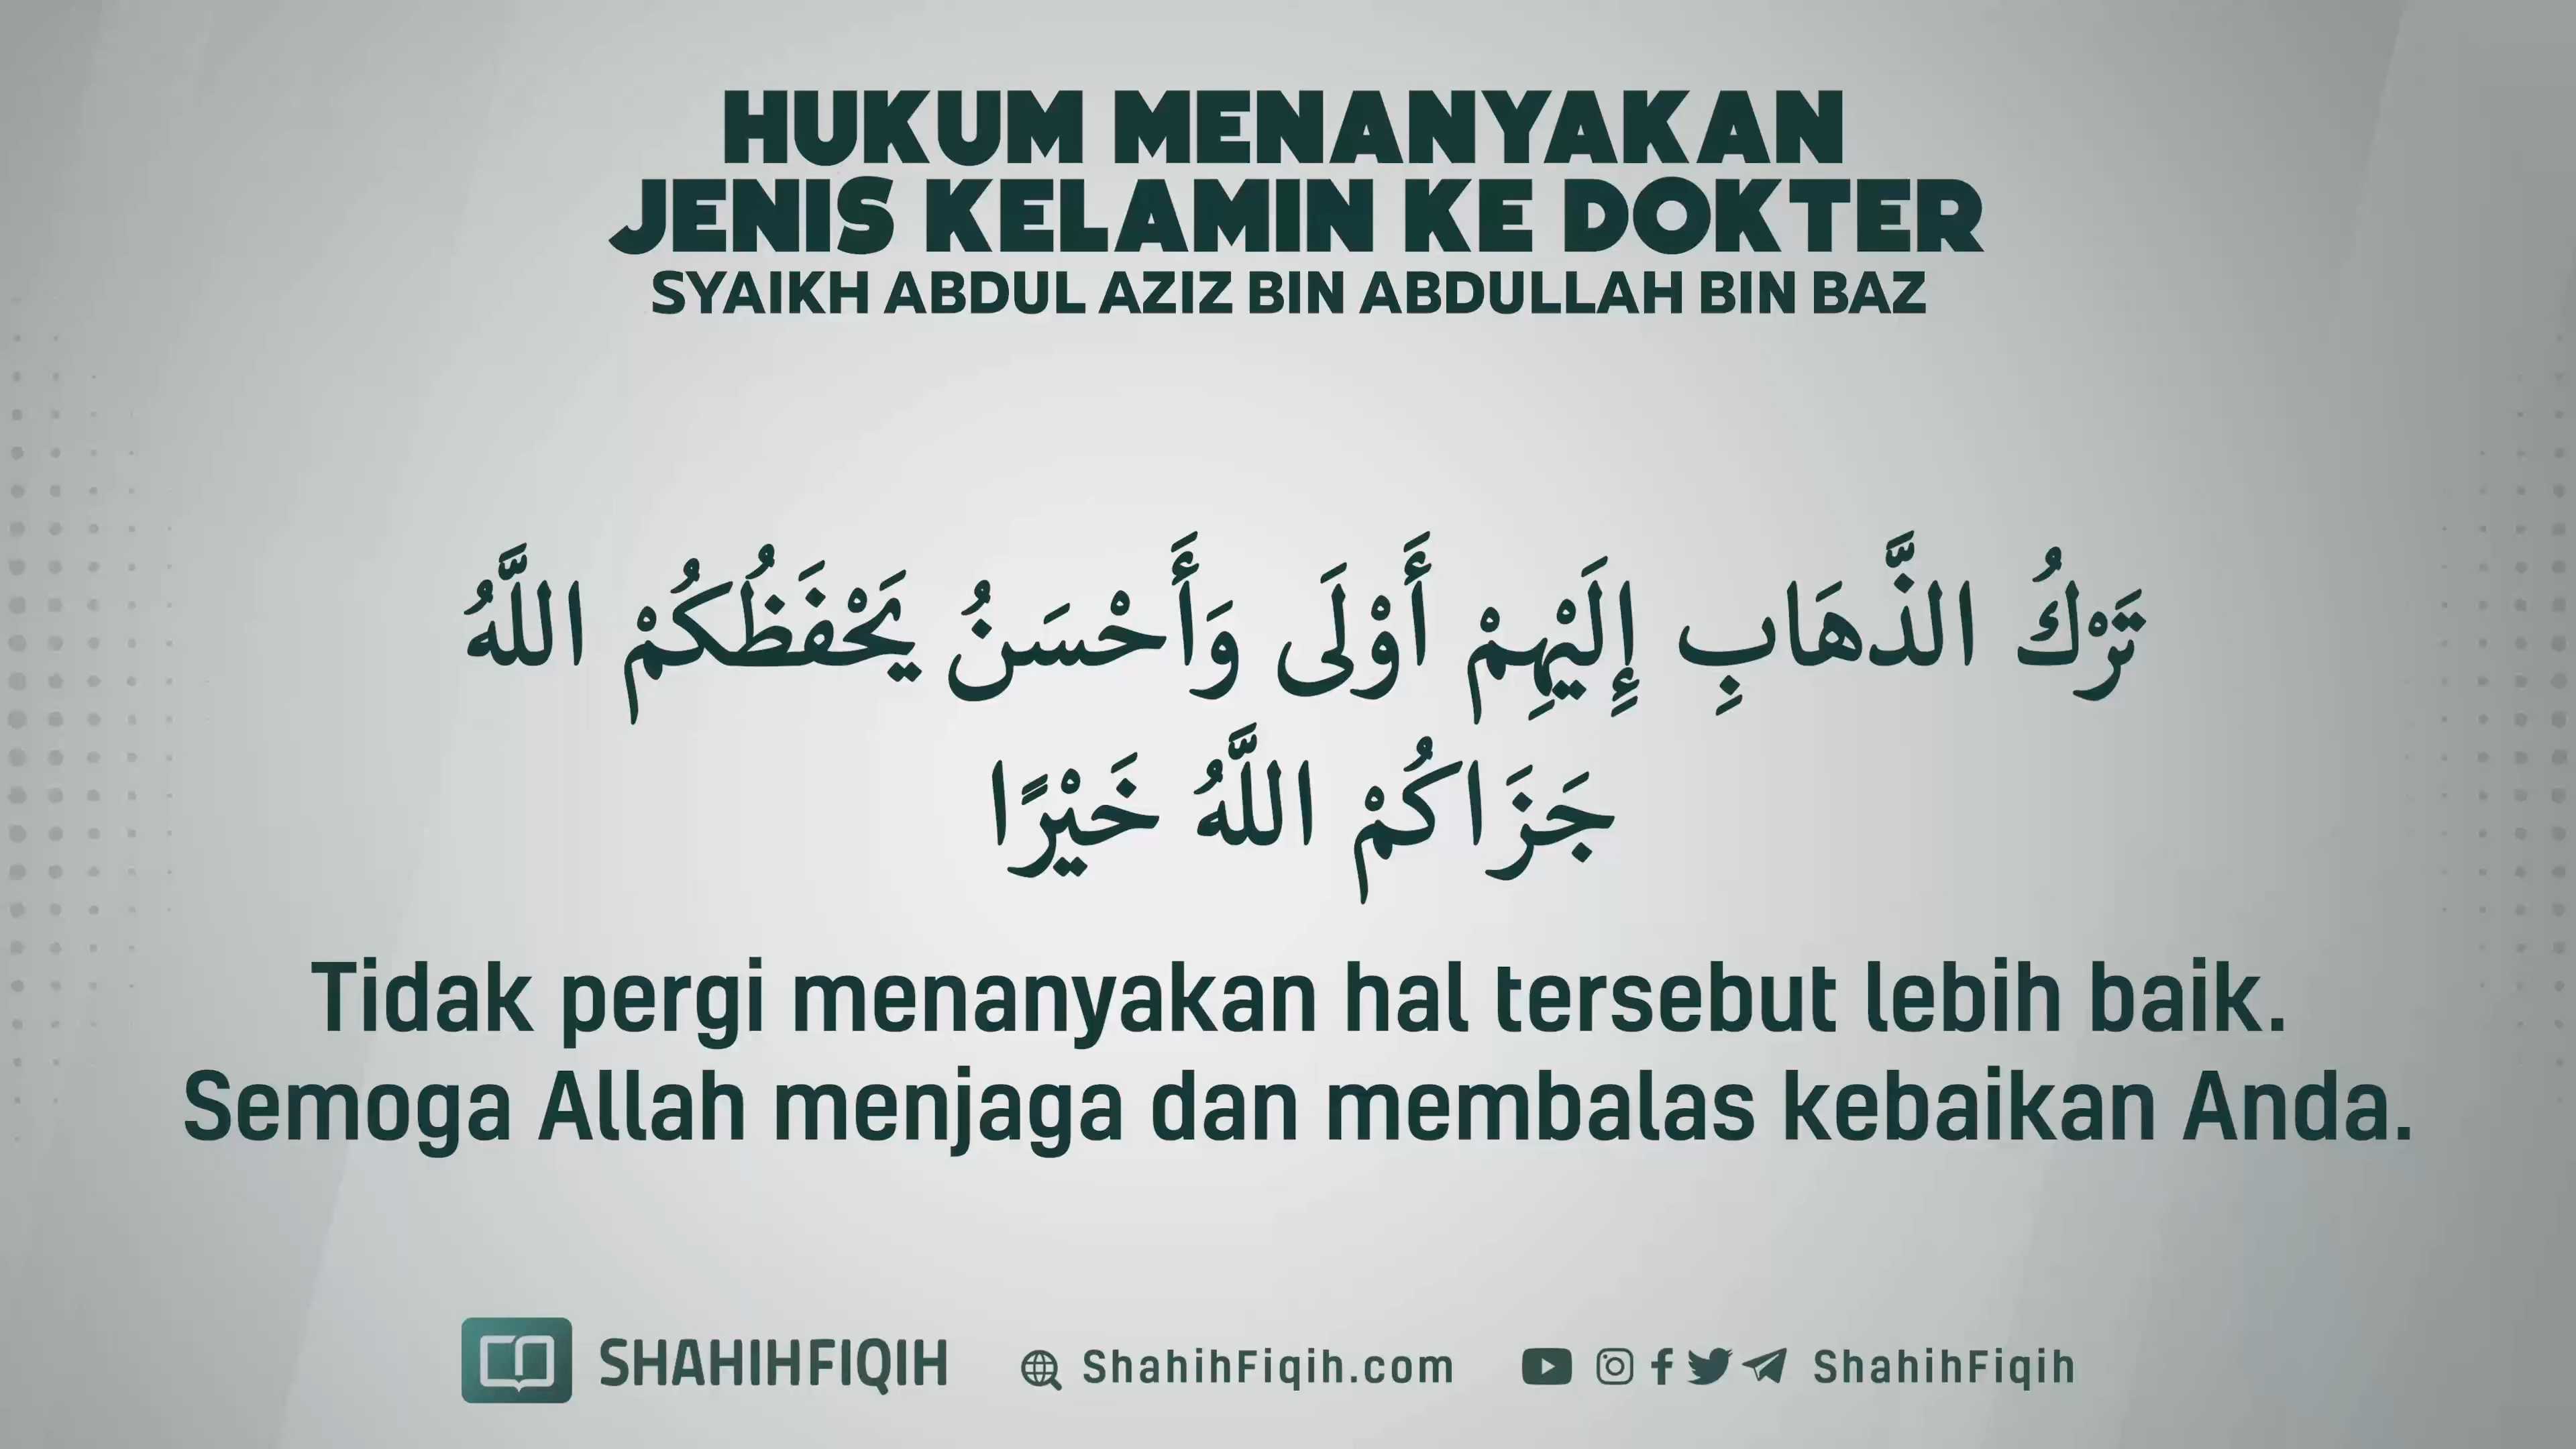 HUKUM MENANYAKAN
JENIS KELAMIN KE DOKTER
SYAIKH ABDUL AZIZ BIN ABDULLAH BIN BAZ
تَرْكُ الذَّهَابِ إِلَيْهِمْ أَوْلَى وَأَحْسَنُ يَحْفَظُكُمْ اللَّهُ
جَزَاكُمْ اللَّهُ خَيْرًا
Tidak pergi menanyakan hal tersebut lebih baik.
Semoga Allah menjaga dan membalas kebaikan Anda.
SHAHIHFIQIH ShahihFiqih.com ShahihFiqih